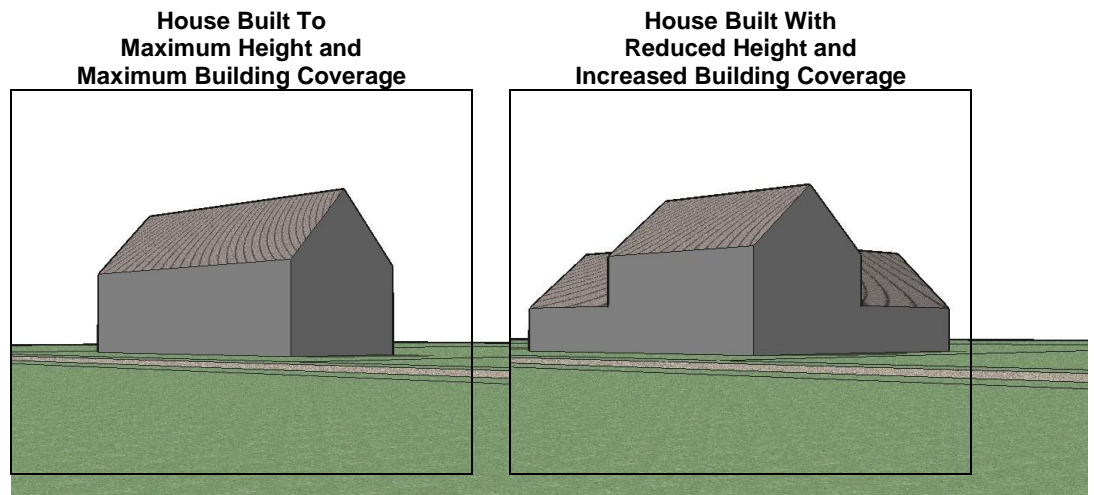 House Built To
Maximum Height and
Maximum Building Coverage
House Built With
Reduced Height and
Increased Building Coverage